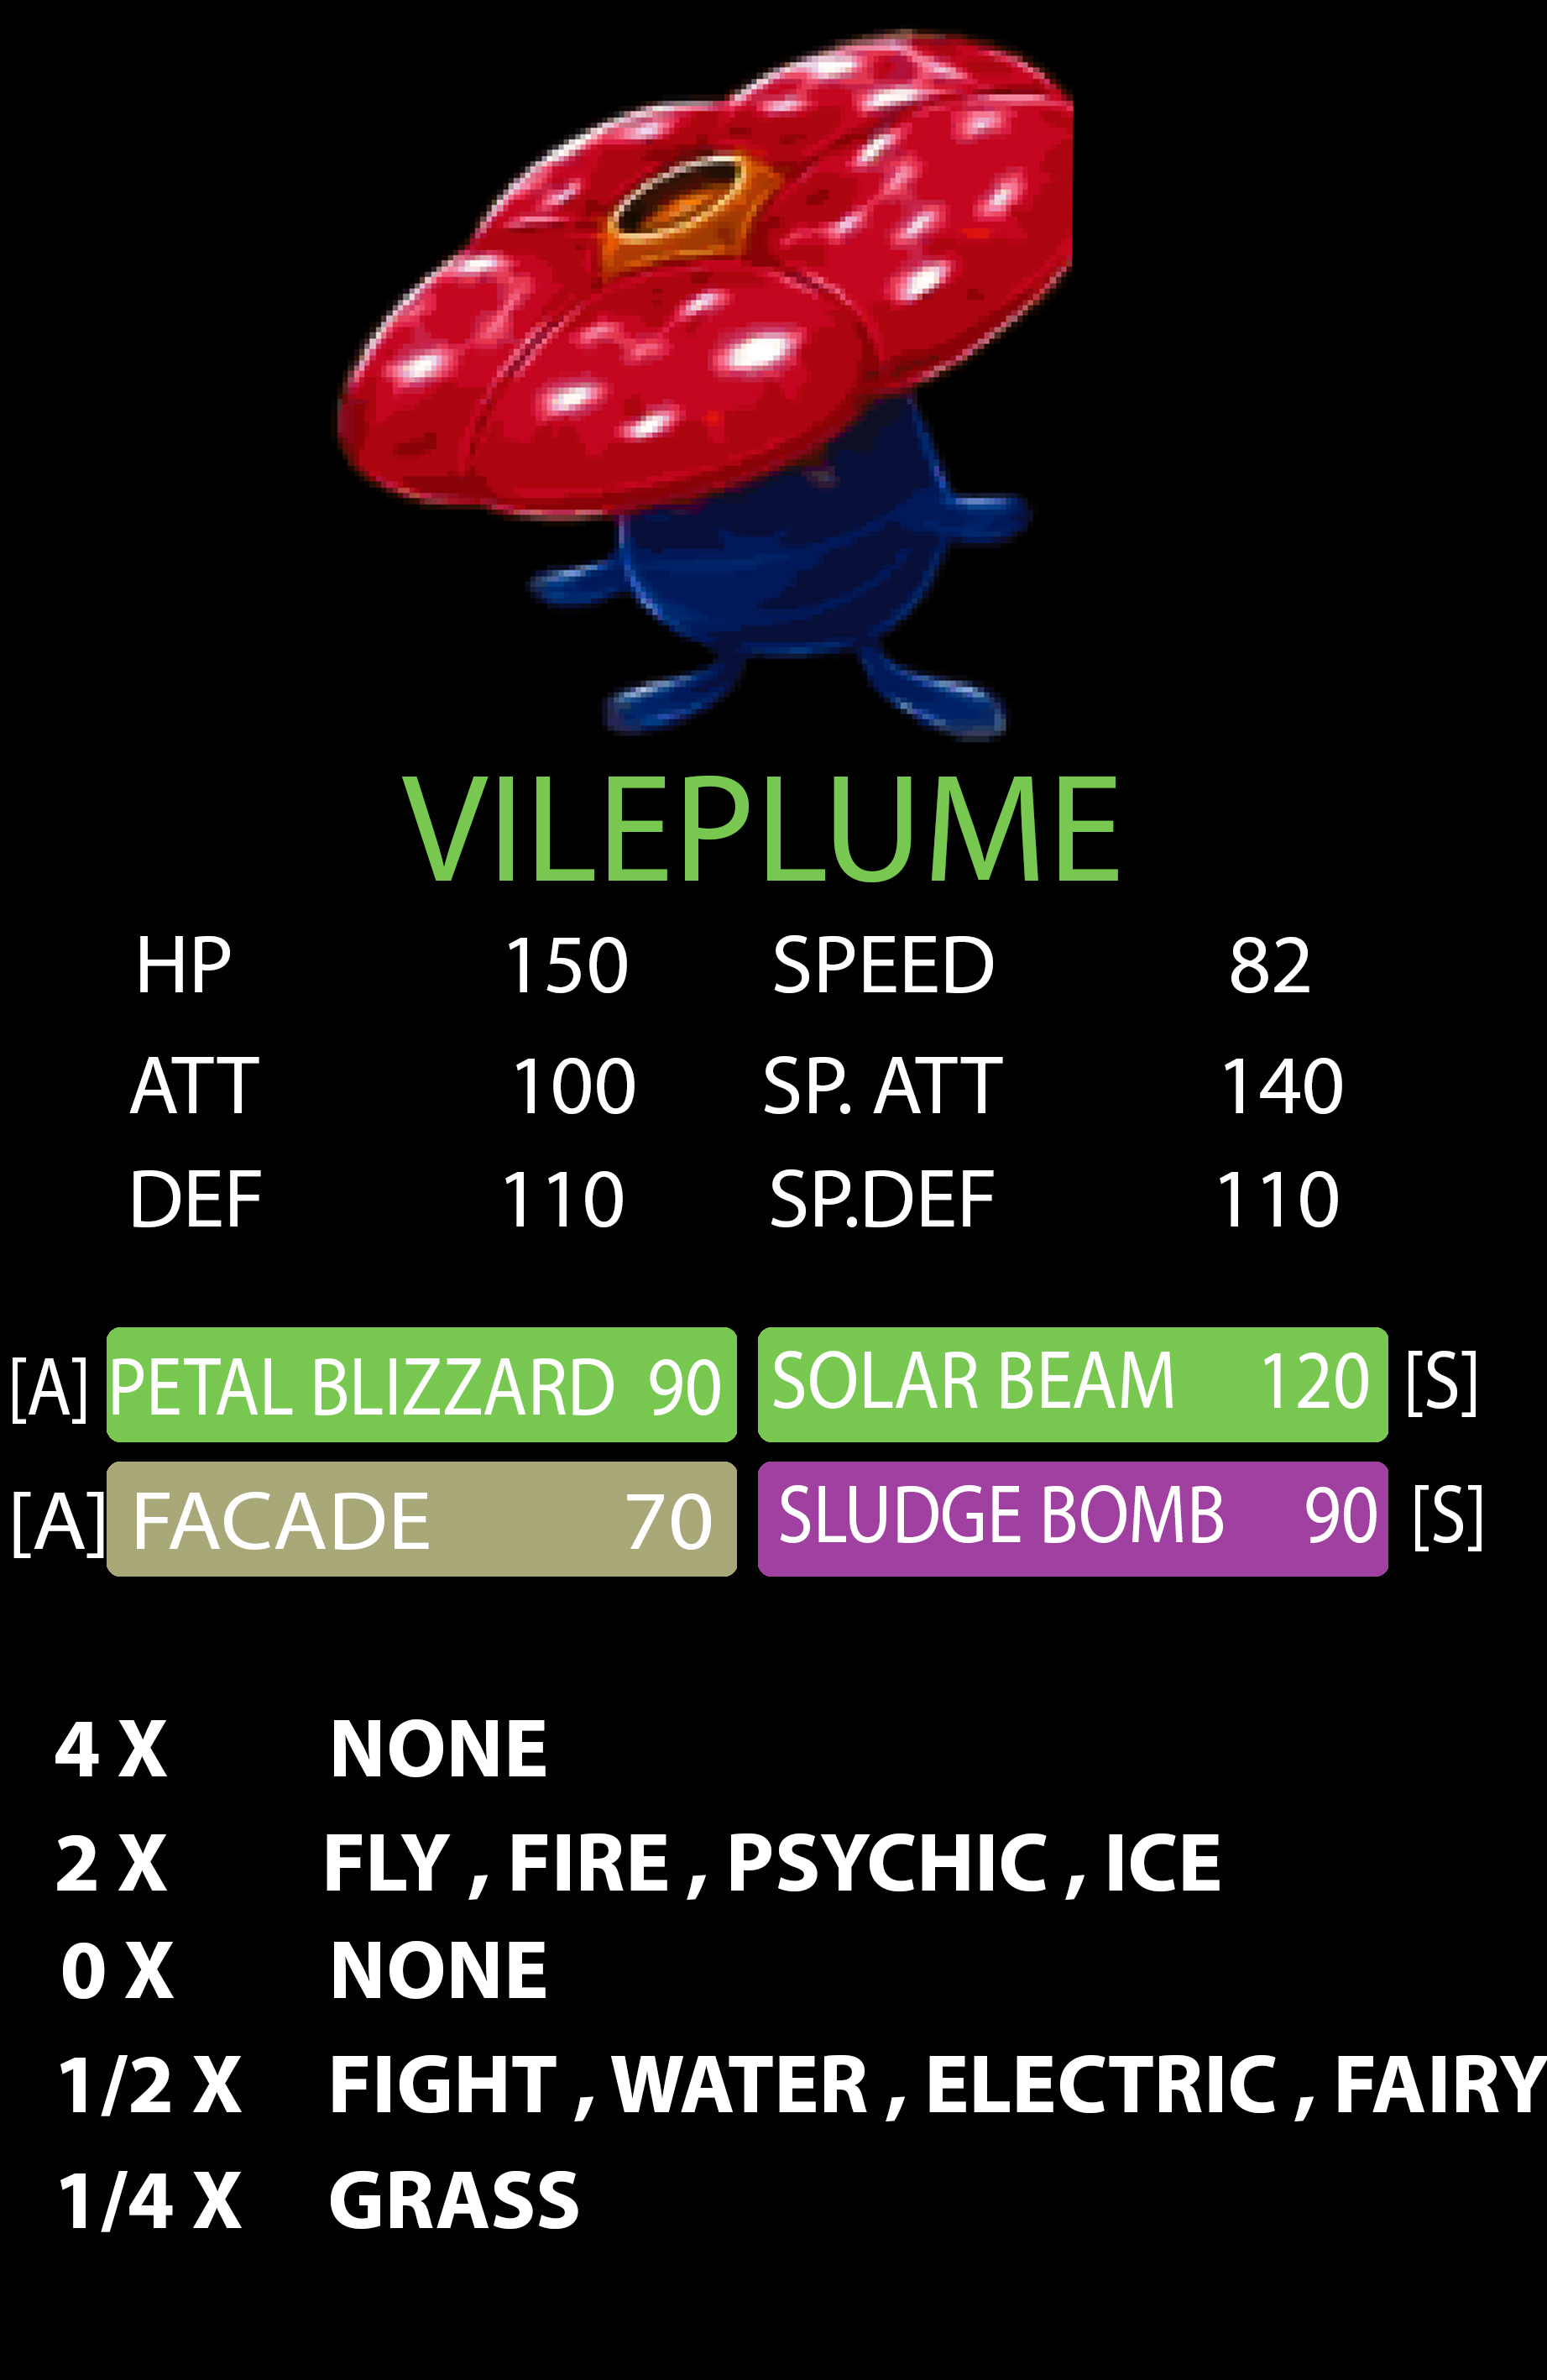 VILEPLUME
HP 150 SPEED 82
ATT 100 SP. ATT 140
DEF 110 SP.DEF 110
[A] PETAL BLIZZARD 90 SOLAR BEAM 120 [S]
[A] FACADE 70 SLUDGE BOMB 90 [S]
4 X NONE
2 X FLY , FIRE , PSYCHIC , ICE
0 X NONE
1/2 X FIGHT , WATER , ELECTRIC , FAIRY
1/4 X GRASS